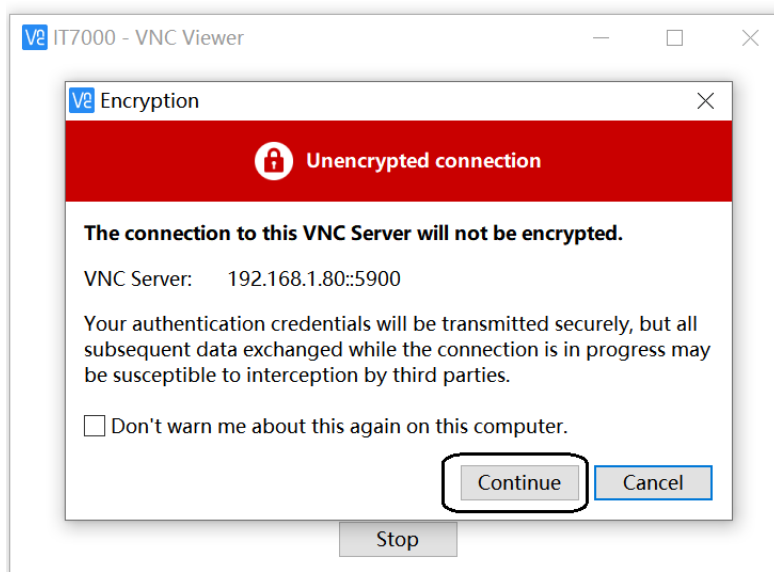 IT7000 - VNC Viewer
Encryption
Unencrypted connection
The connection to this VNC Server will not be encrypted.
VNC Server: 192.168.1.80::5900
Your authentication credentials will be transmitted securely, but all
subsequent data exchanged while the connection is in progress may
be susceptible to interception by third parties.
Don't warn me about this again on this computer.
Continue Cancel
Stop